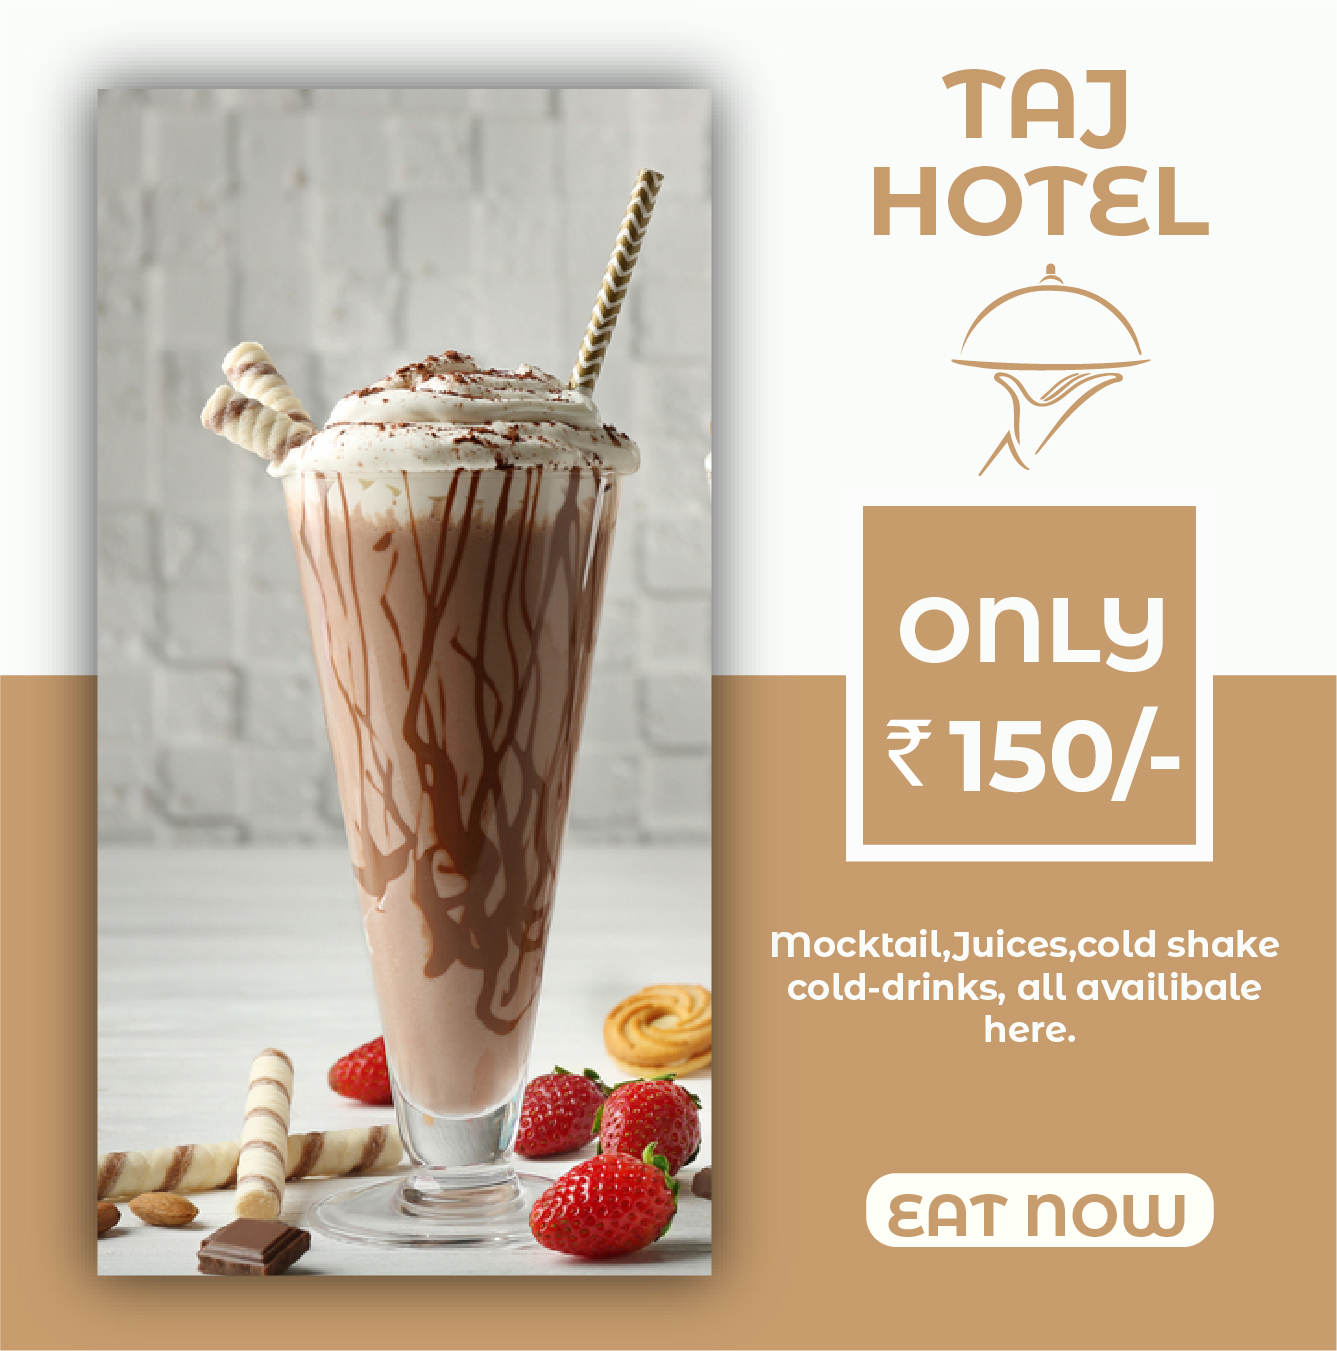 TAJ
HOTEL
ONLY
₹ 150/-
Mocktail,Juices,cold shake
cold-drinks, all availibale
here.
EAT NOW